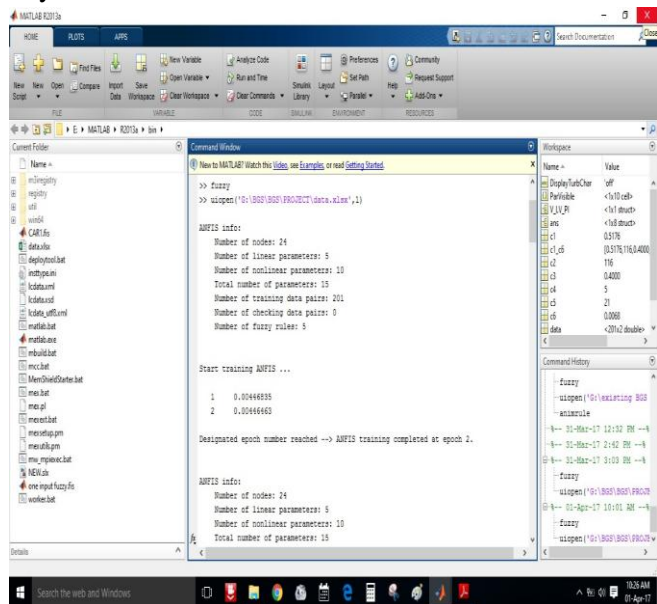 MATLAB R2013a
HOME PLOTS APPS
Search Documentation
Close
New Script
New
Open
Find Files
Compare
Import Data
Save Workspace
New Variable
Open Variable
Clear Workspace
Analyze Code
Run and Time
Clear Commands
Simulink Library
Layout
Preferences
Set Path
Parallel
Help
Community
Request Support
Add-Ons
FILE VARIABLE CODE SIMULINK ENVIRONMENT RESOURCES
E: MATLAB R2013a bin
Current Folder
Name
m3iregistry
registry
util
win64
CAR1.fis
data.xlsx
deploytool.bat
insttype.ini
lcdata.xml
lcdata.xsd
lcdata_utf8.xml
matlab.bat
matlab.exe
mbuild.bat
mcc.bat
MemShieldStarter.bat
mex.bat
mex.pl
mexext.bat
mexsetup.pm
mexutils.pm
mw_mpiexec.bat
NEW.slx
one input fuzzy.fis
worker.bat
Details
Command Window
New to MATLAB? Watch this Video, see Examples, or read Getting Started.
>> fuzzy
>> uiopen('G:\BGS\BGS\PROJECT\data.xlsx',1)
ANFIS info:
Number of nodes: 24
Number of linear parameters: 5
Number of nonlinear parameters: 10
Total number of parameters: 15
Number of training data pairs: 201
Number of checking data pairs: 0
Number of fuzzy rules: 5
Start training ANFIS ...
1 0.00446835
2 0.00446463
Designated epoch number reached --> ANFIS training completed at epoch 2.
ANFIS info:
Number of nodes: 24
Number of linear parameters: 5
Number of nonlinear parameters: 10
Total number of parameters: 15
fx
Workspace
Name Value
DisplayTurbChar 'off'
ParVisible <1x10 cell>
V_LV_PI <1x1 struct>
ans <1x8 struct>
c1 0.5176
c1_c6 [0.5176,116,0.4000
c2 116
c3 0.4000
c4 5
c5 21
c6 0.0068
data <201x2 double>
Command History
fuzzy
uiopen('G:\existing BGS
animrule
%-- 31-Mar-17 12:32 PM --%
%-- 31-Mar-17 2:42 PM --%
%-- 31-Mar-17 3:03 PM --%
fuzzy
uiopen('G:\BGS\BGS\PROJE
%-- 01-Apr-17 10:01 AM --%
fuzzy
uiopen('G:\BGS\BGS\PROJE
Search the web and Windows
10:26 AM
01-Apr-17